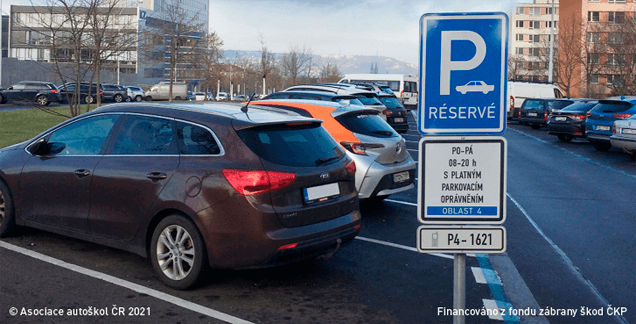 P
RÉSERVÉ
PO-PÁ
08-20 h
S PLATNÝM
PARKOVACÍM
OPRÁVNĚNÍM
OBLAST 4
P4-1621
© Asociace autoškol ČR 2021
Financováno z fondu zábrany škod ČKP